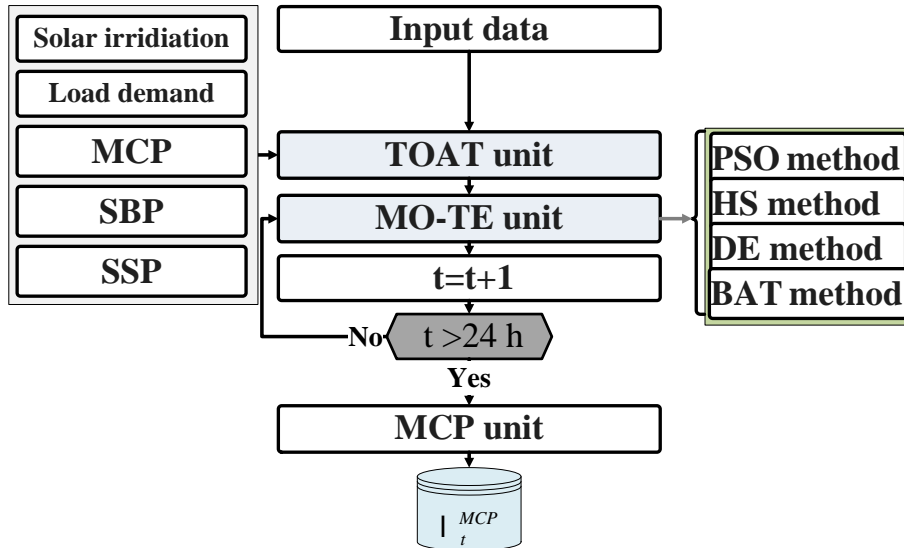 Solar irridiation
Load demand
MCP
SBP
SSP
Input data
TOAT unit
MO-TE unit
t=t+1
t >24 h
No
Yes
MCP unit
MCP
t
PSO method
HS method
DE method
BAT method